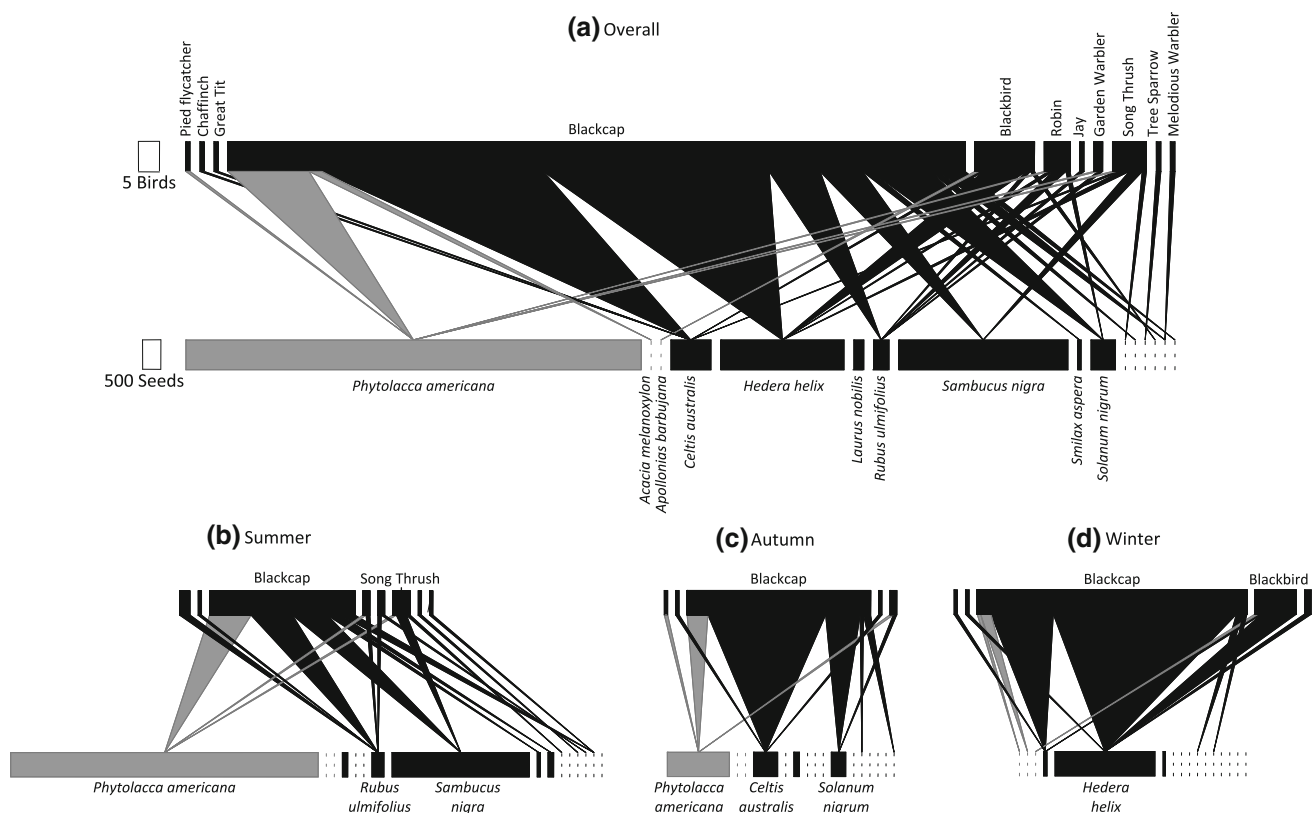 (a) Overall
Pied flycatcher
Chaffinch
Great Tit
Blackcap
Blackbird
Robin
Jay
Garden Warbler
Song Thrush
Tree Sparrow
Melodious Warbler
5 Birds
500 Seeds
Phytolacca americana
Acacia melanoxylon
Apollonias barbujana
Celtis australis
Hedera helix
Laurus nobilis
Rubus ulmifolius
Sambucus nigra
Smilax aspera
Solanum nigrum
(b) Summer
Blackcap
Song Thrush
Phytolacca americana
Rubus
ulmifolius
Sambucus
nigra
(c) Autumn
Blackcap
Phytolacca
americana
Celtis
australis
Solanum
nigrum
(d) Winter
Blackcap
Blackbird
Hedera
helix